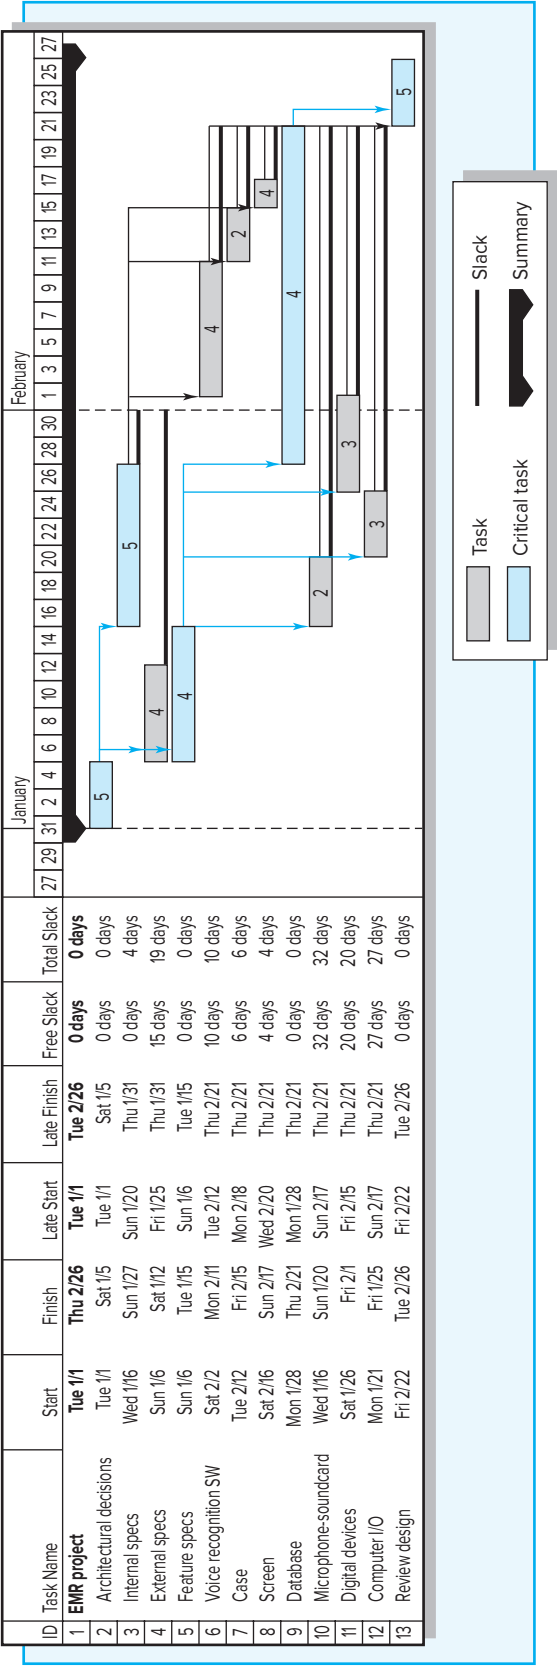 January February
ID Task Name Start Finish Late Start Late Finish Free Slack Total Slack 27 29 31 2 4 6 8 10 12 14 16 18 20 22 24 26 28 30 1 3 5 7 9 11 13 15 17 19 21 23 25 27
1 EMR project Tue 1/1 Thu 2/26 Tue 1/1 Tue 2/26 0 days 0 days
2 Architectural decisions Tue 1/1 Sat 1/5 Tue 1/1 Sat 1/5 0 days 0 days 5
3 Internal specs Wed 1/16 Sun 1/27 Sun 1/20 Thu 1/31 0 days 4 days 5
4 External specs Sun 1/6 Sat 1/12 Fri 1/25 Thu 1/31 15 days 19 days 4
5 Feature specs Sun 1/6 Tue 1/15 Sun 1/6 Tue 1/15 0 days 0 days 4
6 Voice recognition SW Sat 2/2 Mon 2/11 Tue 2/12 Thu 2/21 10 days 10 days 4
7 Case Tue 2/12 Fri 2/15 Mon 2/18 Thu 2/21 6 days 6 days 2
8 Screen Sat 2/16 Sun 2/17 Wed 2/20 Thu 2/21 4 days 4 days 4
9 Database Mon 1/28 Thu 2/21 Mon 1/28 Thu 2/21 0 days 0 days 4
10 Microphone-soundcard Wed 1/16 Sun 1/20 Sun 2/17 Thu 2/21 32 days 32 days 2
11 Digital devices Sat 1/26 Fri 2/1 Fri 2/15 Thu 2/21 20 days 20 days 3
12 Computer I/O Mon 1/21 Fri 1/25 Sun 2/17 Thu 2/21 27 days 27 days 3
13 Review design Fri 2/22 Tue 2/26 Fri 2/22 Tue 2/26 0 days 0 days 5
Task Slack
Critical task Summary